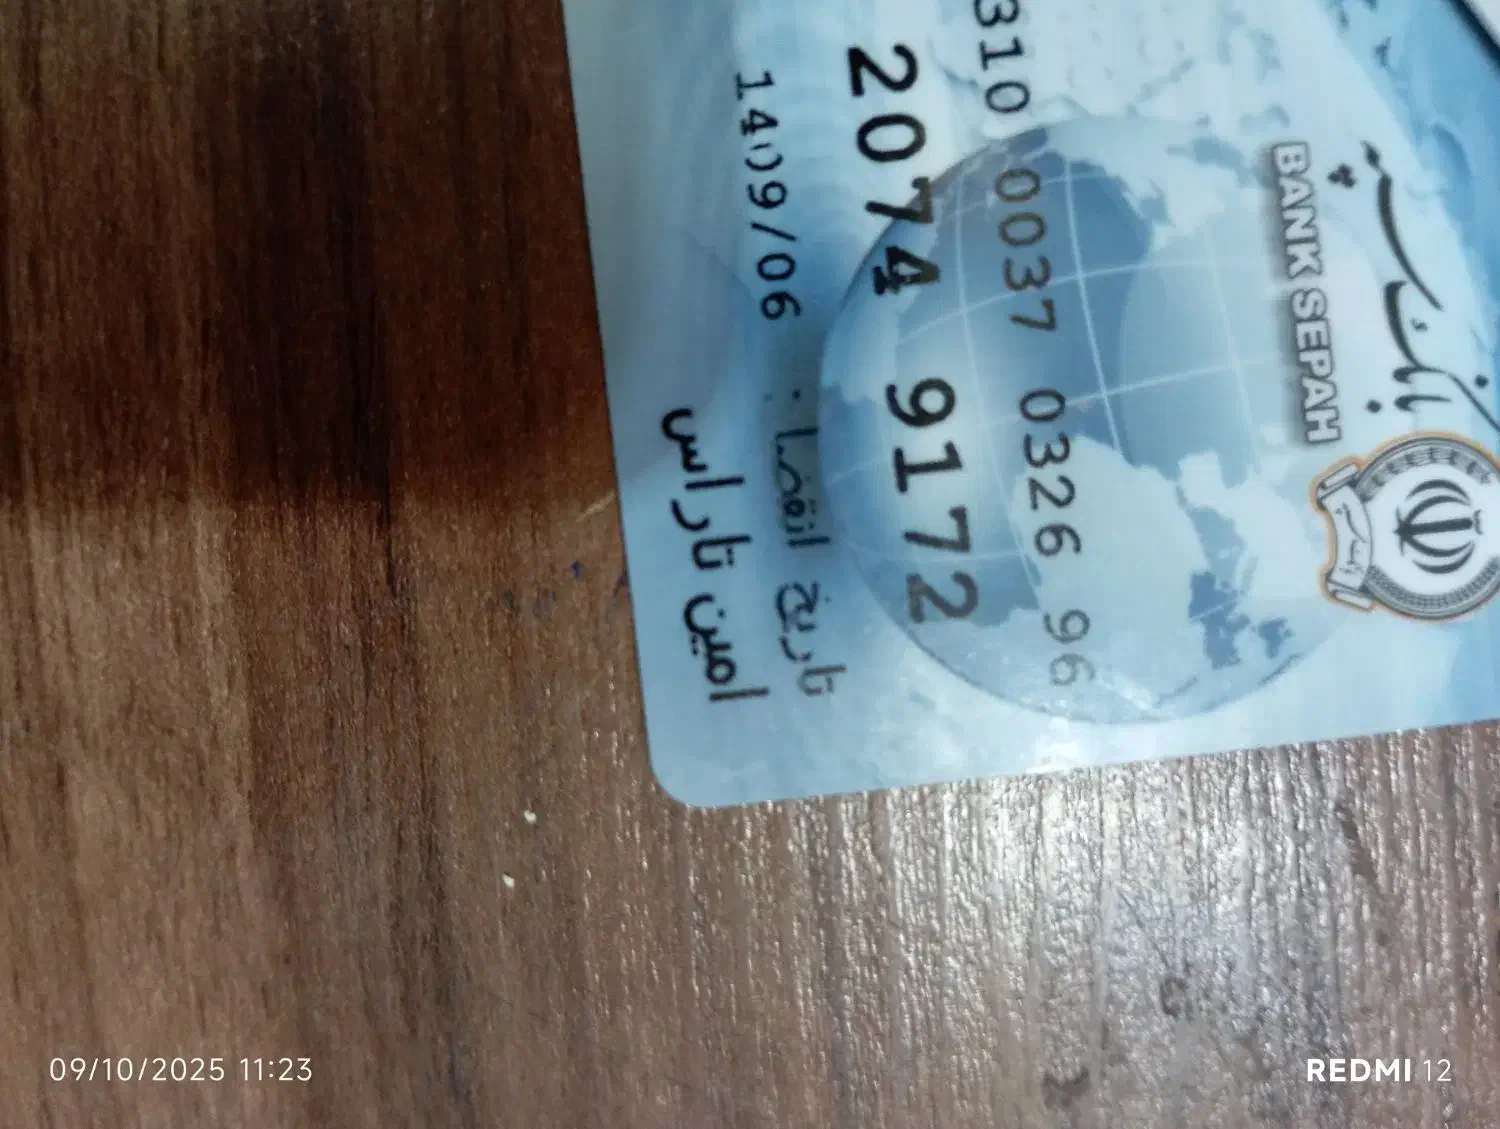 بانک سپه
BANK SEPAH
310 0037 0326 96
2074 9172
تاریخ انقضا : 1409/06
امین تاراس
09/10/2025 11:23
REDMI 12